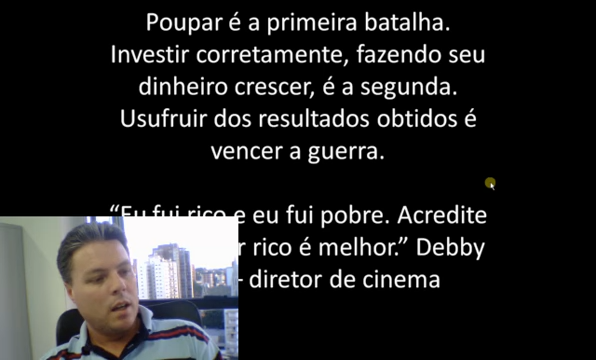 Poupar é a primeira batalha.
Investir corretamente, fazendo seu
dinheiro crescer, é a segunda.
Usufruir dos resultados obtidos é
vencer a guerra.
“Eu fui rico e eu fui pobre. Acredite
rico é melhor.” Debby
– diretor de cinema